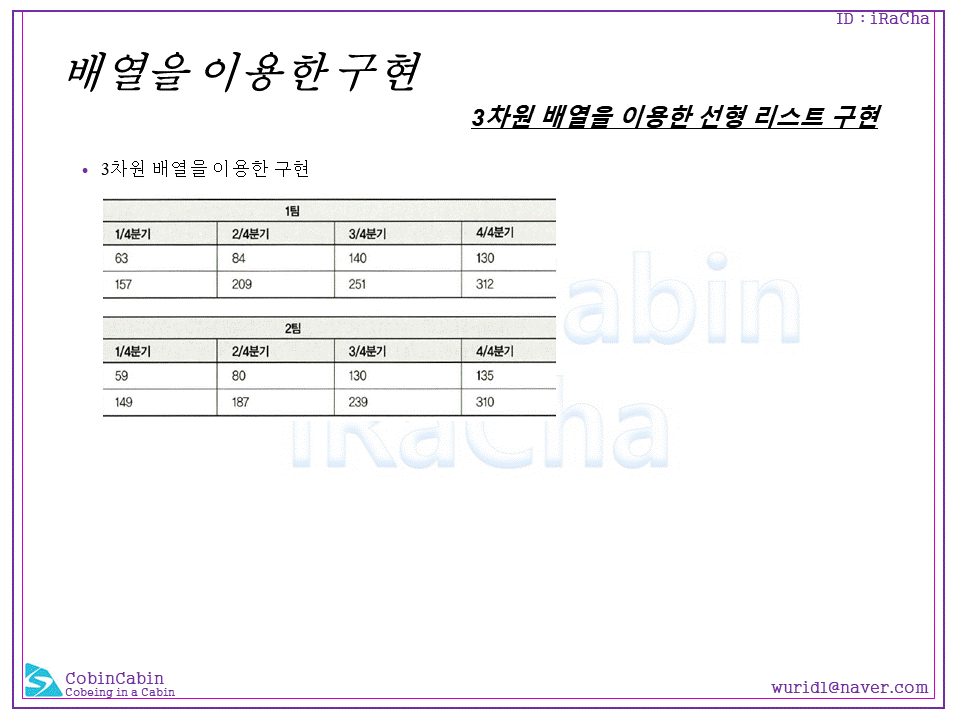 ID : iRaCha
배열을 이용한 구현
3차원 배열을 이용한 선형 리스트 구현
• 3차원 배열을 이용한 구현
1팀
1/4분기 2/4분기 3/4분기 4/4분기
63 84 140 130
157 209 251 312
2팀
1/4분기 2/4분기 3/4분기 4/4분기
59 80 130 135
149 187 239 310
abin
iRaCha
CobinCabin
Cobeing in a Cabin
wuridl@naver.com